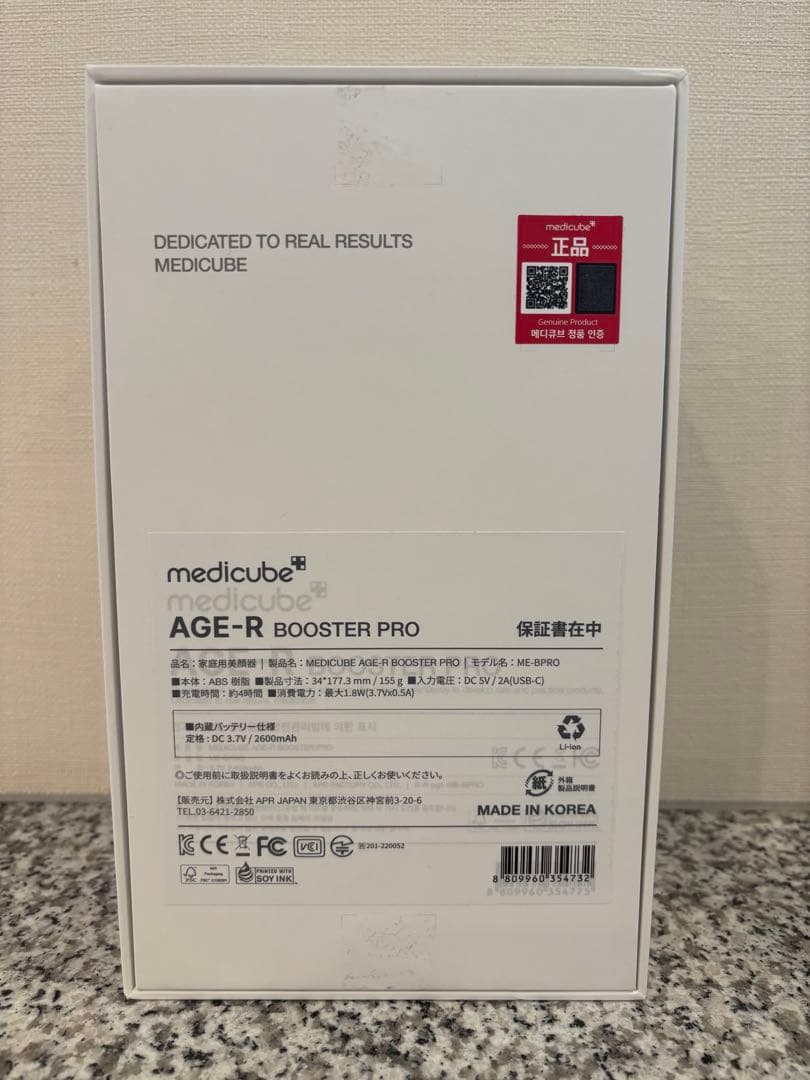 DEDICATED TO REAL RESULTS
MEDICUBE
medicube
正品
Genuine Product
메디큐브 정품 인증
medicube
medicube
AGE-R BOOSTER PRO
保証書在中
品名：家庭用美顔器 | 製品名：MEDICUBE AGE-R BOOSTER PRO | モデル名：ME-BPRO
■本体：ABS 樹脂 ■製品寸法：34*177.3 mm / 155 g ■入力電圧：DC 5V / 2A(USB-C)
■充電時間：約4時間 ■消費電力：最大1.8W(3.7Vx0.5A)
■内蔵バッテリー仕様
定格 : DC 3.7V / 2600mAh
Li-ion
◎ご使用前に取扱説明書をよくお読みの上、正しくお使いください。
紙
外箱
製品説明書
【販売元】株式会社 APR JAPAN 東京都渋谷区神宮前3-20-6
TEL.03-6421-2850
MADE IN KOREA
CE FC VCCI
R 201-220052
FSC
PRINTED WITH
SOY INK
8 809960 354732